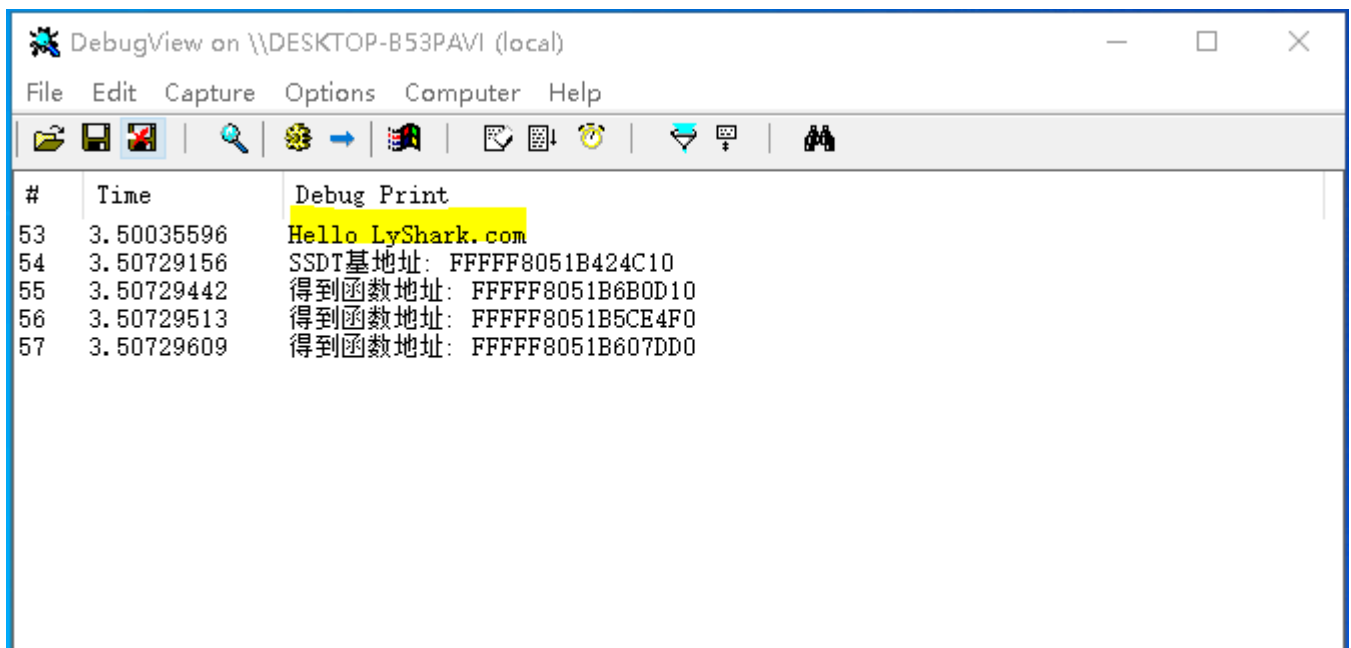 DebugView on \\DESKTOP-B53PAVI (local)
File Edit Capture Options Computer Help
# Time Debug Print
53 3.50035596 Hello LyShark.com
54 3.50729156 SSDT基地址: FFFFF8051B424C10
55 3.50729442 得到函数地址: FFFFF8051B6B0D10
56 3.50729513 得到函数地址: FFFFF8051B5CE4F0
57 3.50729609 得到函数地址: FFFFF8051B607DD0